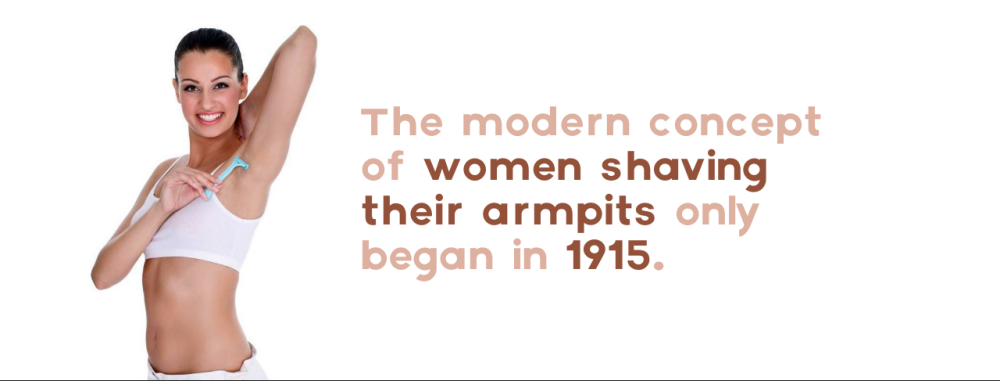 The modern concept
of women shaving
their armpits only
began in 1915.